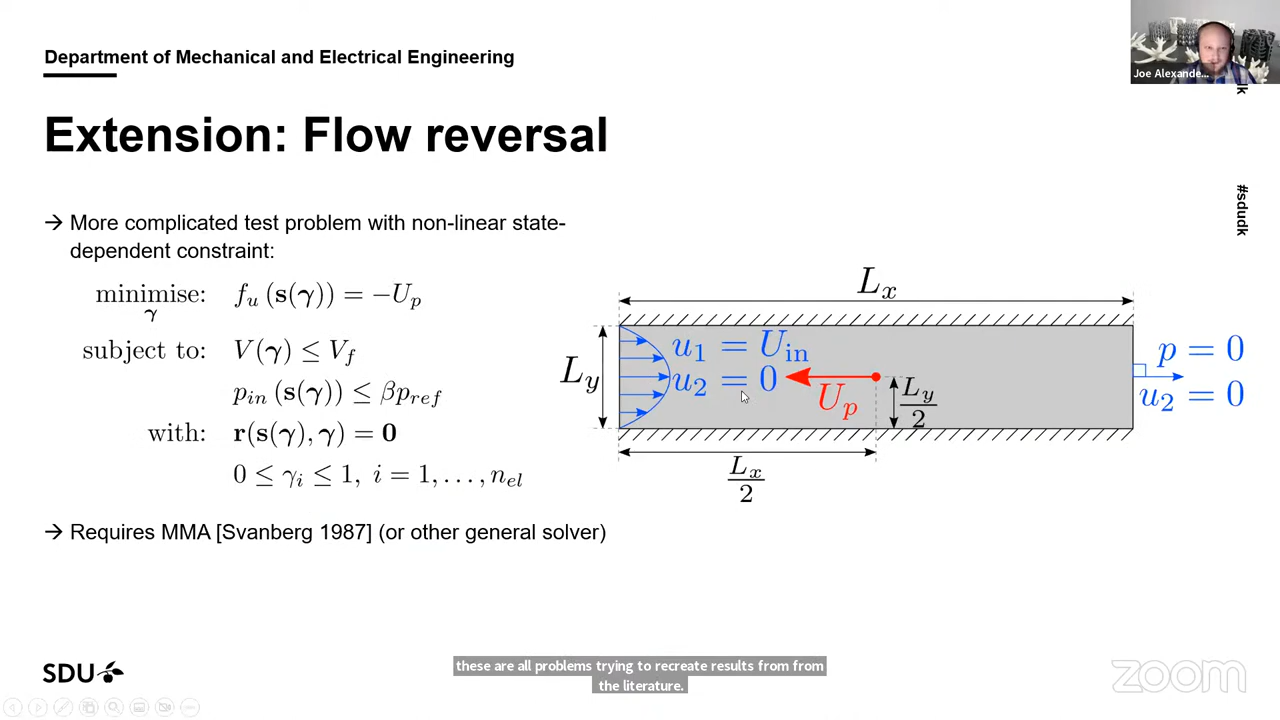 Department of Mechanical and Electrical Engineering
Joe Alexande...
dk
Extension: Flow reversal
#sdudk
→ More complicated test problem with non-linear state-
dependent constraint:
minimise: f_u (s(γ)) = −U_p
γ
subject to: V(γ) ≤ V_f
p_in (s(γ)) ≤ βp_ref
with: r(s(γ), γ) = 0
0 ≤ γ_i ≤ 1, i = 1, . . . , n_el
→ Requires MMA [Svanberg 1987] (or other general solver)
L_x
L_y
u_1 = U_in
u_2 = 0
U_p
L_y/2
L_x/2
p = 0
u_2 = 0
SDU
these are all problems trying to recreate results from from
the literature.
zoom